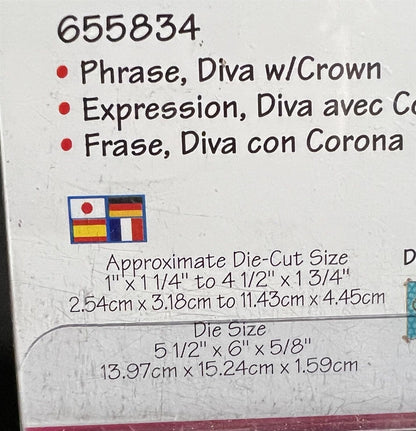 655834
• Phrase, Diva w/Crown
• Expression, Diva avec
• Frase, Diva con Corona
Approximate Die-Cut Size D
1" x 1 1/4" to 4 1/2" x 1 3/4"
2.54cm x 3.18cm to 11.43cm x 4.45cm
Die Size
5 1/2" x 6" x 5/8"
13.97cm x 15.24cm x 1.59cm